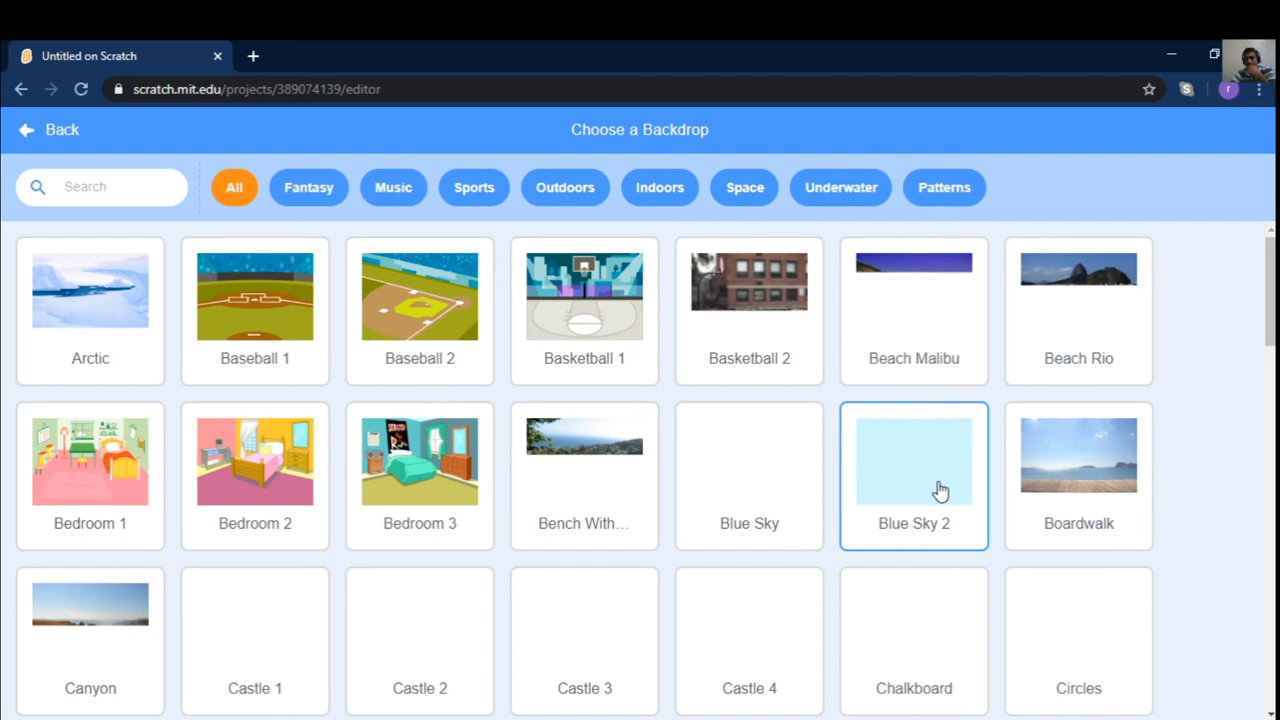 Untitled on Scratch
scratch.mit.edu/projects/389074139/editor
r
Back
Choose a Backdrop
Search
All
Fantasy
Music
Sports
Outdoors
Indoors
Space
Underwater
Patterns
Arctic
Baseball 1
Baseball 2
Basketball 1
Basketball 2
Beach Malibu
Beach Rio
Bedroom 1
Bedroom 2
Bedroom 3
Bench With...
Blue Sky
Blue Sky 2
Boardwalk
Canyon
Castle 1
Castle 2
Castle 3
Castle 4
Chalkboard
Circles